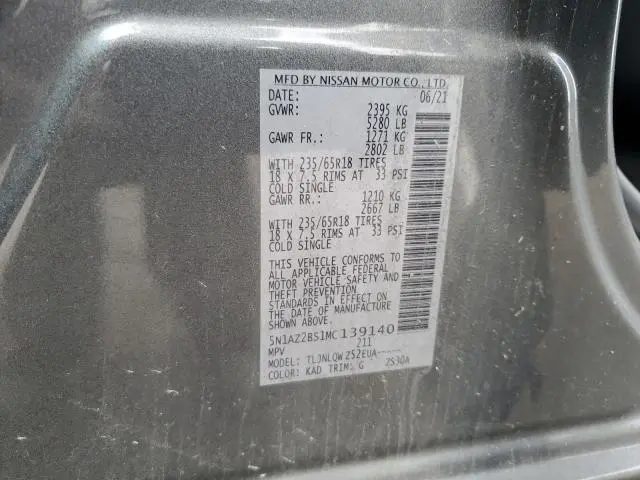 MFD BY NISSAN MOTOR CO., LTD.
DATE: 06/21
GVWR: 2395 KG
5280 LB
GAWR FR.: 1271 KG
2802 LB
WITH 235/65R18 TIRES
18 X 7.5 RIMS AT 33 PSI
COLD SINGLE
GAWR RR.: 1210 KG
2667 LB
WITH 235/65R18 TIRES
18 X 7.5 RIMS AT 33 PSI
COLD SINGLE
THIS VEHICLE CONFORMS TO
ALL APPLICABLE FEDERAL
MOTOR VEHICLE SAFETY AND
THEFT PREVENTION
STANDARDS IN EFFECT ON
THE DATE OF MANUFACTURE
SHOWN ABOVE.
5N1AZ2BS1MC139140
MPV 211
MODEL: TLJNLQWZS2EUA-----
COLOR: KAD TRIM: G ZS30A